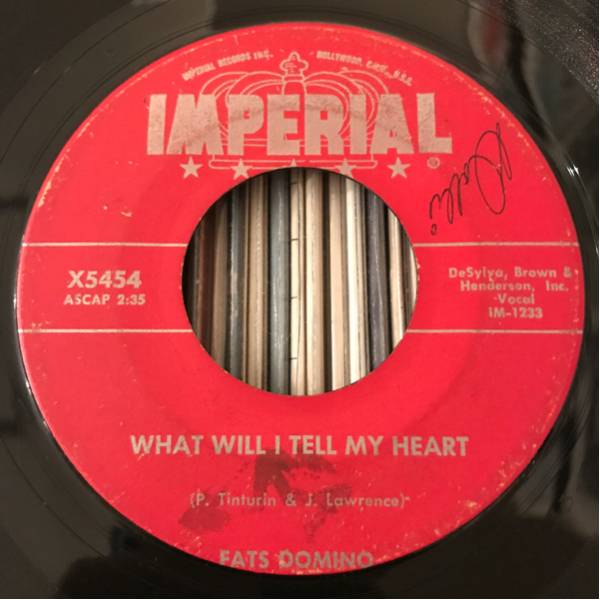 IMPERIAL RECORDS INC. HOLLYWOOD, CALIF., U.S.A.
IMPERIAL
®
X5454
ASCAP 2:35
DeSylva, Brown &
Henderson, Inc.
Vocal
IM-1233
WHAT WILL I TELL MY HEART
(P. Tinturin & J. Lawrence)
FATS DOMINO